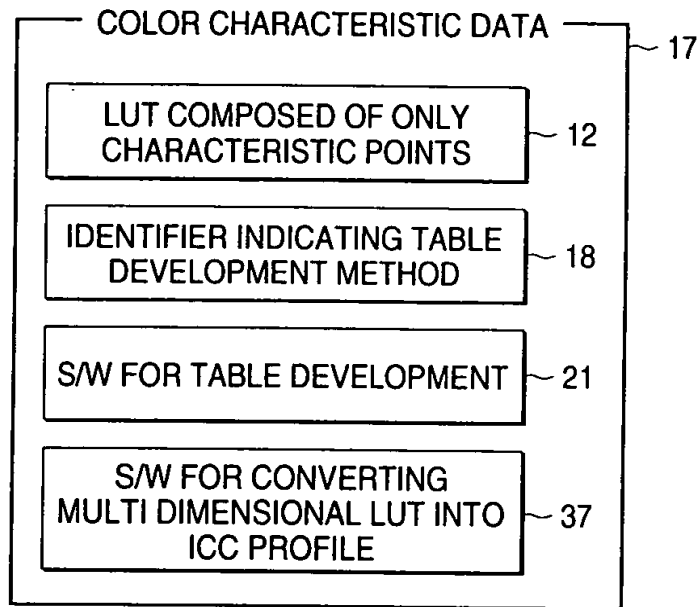 COLOR CHARACTERISTIC DATA
17
LUT COMPOSED OF ONLY
CHARACTERISTIC POINTS
12
IDENTIFIER INDICATING TABLE
DEVELOPMENT METHOD
18
S/W FOR TABLE DEVELOPMENT
21
S/W FOR CONVERTING
MULTI DIMENSIONAL LUT INTO
ICC PROFILE
37